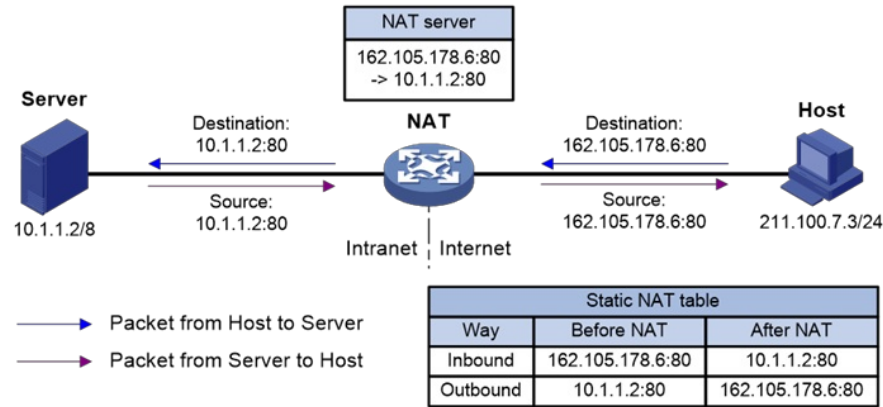 NAT server
162.105.178.6:80
-> 10.1.1.2:80
Server
NAT
Host
Destination:
10.1.1.2:80
Destination:
162.105.178.6:80
Source:
10.1.1.2:80
Source:
162.105.178.6:80
10.1.1.2/8
211.100.7.3/24
Intranet
Internet
Packet from Host to Server
Packet from Server to Host
Static NAT table
Way Before NAT After NAT
Inbound 162.105.178.6:80 10.1.1.2:80
Outbound 10.1.1.2:80 162.105.178.6:80